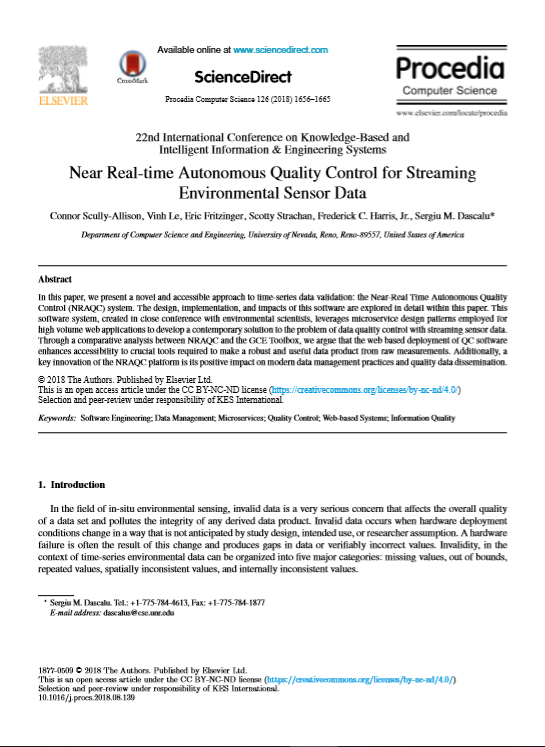 Available online at www.sciencedirect.com
CrossMark
ScienceDirect
ELSEVIER
Procedia Computer Science 126 (2018) 1656–1665
Procedia
Computer Science
www.elsevier.com/locate/procedia
22nd International Conference on Knowledge-Based and
Intelligent Information & Engineering Systems
Near Real-time Autonomous Quality Control for Streaming
Environmental Sensor Data
Connor Scully-Allison, Vinh Le, Eric Fritzinger, Scotty Strachan, Frederick C. Harris, Jr., Sergiu M. Dascalu*
Department of Computer Science and Engineering, University of Nevada, Reno, Reno-89557, United States of America
Abstract
In this paper, we present a novel and accessible approach to time-series data validation: the Near-Real Time Autonomous Quality
Control (NRAQC) system. The design, implementation, and impacts of this software are explored in detail within this paper. This
software system, created in close conference with environmental scientists, leverages microservice design patterns employed for
high volume web applications to develop a contemporary solution to the problem of data quality control with streaming sensor data.
Through a comparative analysis between NRAQC and the GCE Toolbox, we argue that the web based deployment of QC software
enhances accessibility to crucial tools required to make a robust and useful data product from raw measurements. Additionally, a
key innovation of the NRAQC platform is its positive impact on modern data management practices and quality data dissemination.
© 2018 The Authors. Published by Elsevier Ltd.
This is an open access article under the CC BY-NC-ND license (https://creativecommons.org/licenses/by-nc-nd/4.0/)
Selection and peer-review under responsibility of KES International.
Keywords: Software Engineering; Data Management; Microservices; Quality Control; Web-based Systems; Information Quality
1. Introduction
In the field of in-situ environmental sensing, invalid data is a very serious concern that affects the overall quality
of a data set and pollutes the integrity of any derived data product. Invalid data occurs when hardware deployment
conditions change in a way that is not anticipated by study design, intended use, or researcher assumption. A hardware
failure is often the result of this change and produces gaps in data or verifiably incorrect values. Invalidity, in the
context of time-series environmental data can be organized into five major categories: missing values, out of bounds,
repeated values, spatially inconsistent values, and internally inconsistent values.
* Sergiu M. Dascalu. Tel.: +1-775-784-4613, Fax: +1-775-784-1877
E-mail address: dascalus@cse.unr.edu
1877-0509 © 2018 The Authors. Published by Elsevier Ltd.
This is an open access article under the CC BY-NC-ND license (https://creativecommons.org/licenses/by-nc-nd/4.0/)
Selection and peer-review under responsibility of KES International.
10.1016/j.procs.2018.08.139